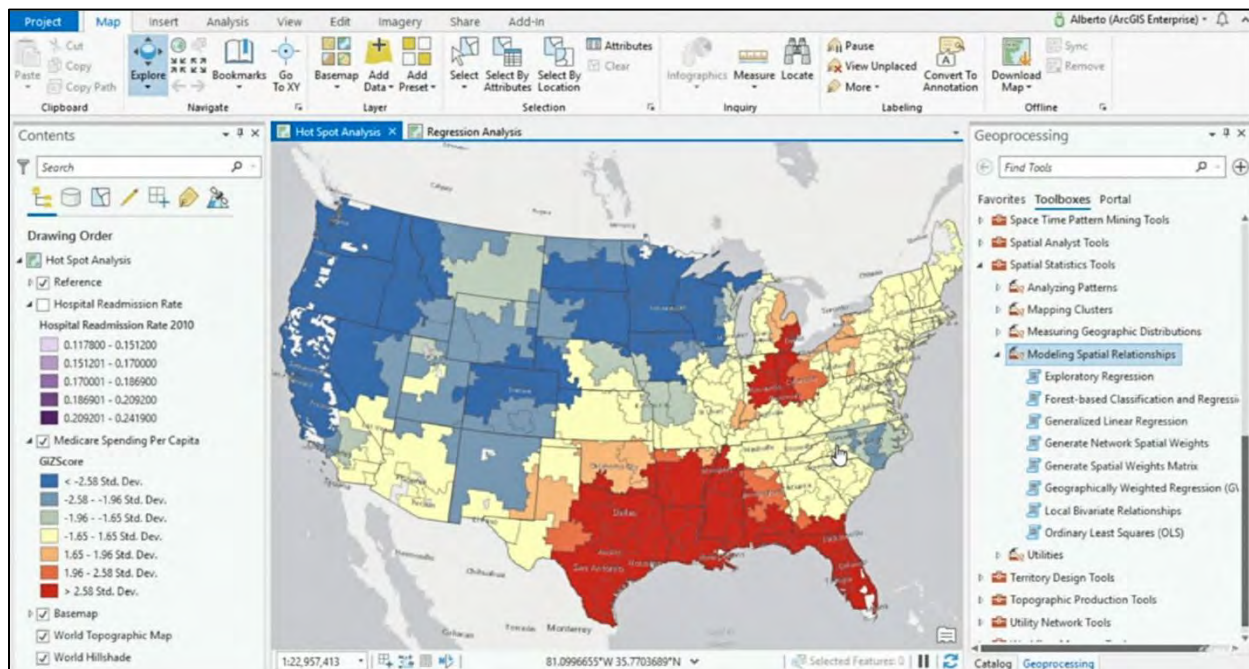 Project Map Insert Analysis View Edit Imagery Share Add-In
Alberto (ArcGIS Enterprise)
Paste
Cut
Copy
Copy Path
Clipboard
Explore
Bookmarks
Go To XY
Navigate
Basemap
Add Data
Add Preset
Layer
Select
Select By Attributes
Select By Location
Attributes
Clear
Selection
Infographics
Measure
Locate
Inquiry
Pause
View Unplaced
More
Convert To Annotation
Labeling
Download Map
Sync
Remove
Offline
Contents
Search
Drawing Order
Hot Spot Analysis
Reference
Hospital Readmission Rate
Hospital Readmission Rate 2010
0.117800 - 0.151200
0.151201 - 0.170000
0.170001 - 0.186900
0.186901 - 0.209200
0.209201 - 0.241900
Medicare Spending Per Capita
GiZScore
< -2.58 Std. Dev.
-2.58 - -1.96 Std. Dev.
-1.96 - -1.65 Std. Dev.
-1.65 - 1.65 Std. Dev.
1.65 - 1.96 Std. Dev.
1.96 - 2.58 Std. Dev.
> 2.58 Std. Dev.
Basemap
World Topographic Map
World Hillshade
Hot Spot Analysis
Regression Analysis
Calgary
Oklahoma City
Dallas
Austin
San Antonio
Houston
Jacksonville
Chihuahua
Monterrey
1:22,957,413
81.0996655°W 35.7703689°N
Selected Features: 0
Geoprocessing
Find Tools
Favorites Toolboxes Portal
Space Time Pattern Mining Tools
Spatial Analyst Tools
Spatial Statistics Tools
Analyzing Patterns
Mapping Clusters
Measuring Geographic Distributions
Modeling Spatial Relationships
Exploratory Regression
Forest-based Classification and Regressi
Generalized Linear Regression
Generate Network Spatial Weights
Generate Spatial Weights Matrix
Geographically Weighted Regression (GW
Local Bivariate Relationships
Ordinary Least Squares (OLS)
Utilities
Territory Design Tools
Topographic Production Tools
Utility Network Tools
Catalog Geoprocessing